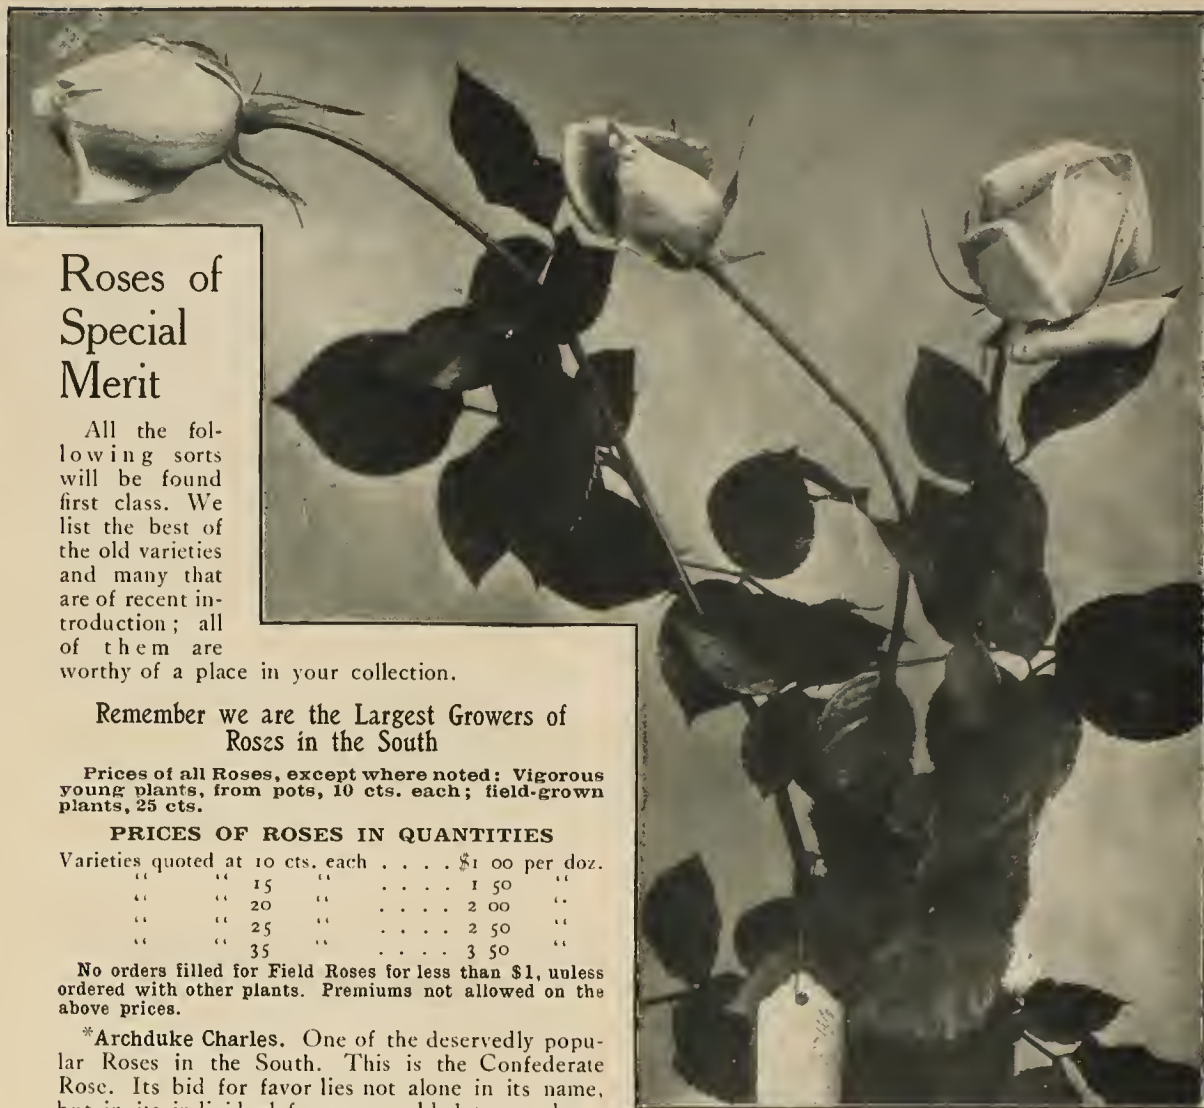 Roses of
Special
Merit
All the fol-
lowing sorts
will be found
first class. We
list the best of
the old varieties
and many that
are of recent in-
troduction; all
of them are
worthy of a place in your collection.
Remember we are the Largest Growers of
Roses in the South
Prices of all Roses, except where noted: Vigorous
young plants, from pots, 10 cts. each; field-grown
plants, 25 cts.
PRICES OF ROSES IN QUANTITIES
Varieties quoted at 10 cts. each . . . . $1 00 per doz.
“ “ 15 “ . . . . 1 50 “
“ “ 20 “ . . . . 2 00 “
“ “ 25 “ . . . . 2 50 “
“ “ 35 “ . . . . 3 50 “
No orders filled for Field Roses for less than $1, unless
ordered with other plants. Premiums not allowed on the
above prices.
*Archduke Charles. One of the deservedly popu-
lar Roses in the South. This is the Confederate
Rose. Its bid for favor lies not alone in its name,